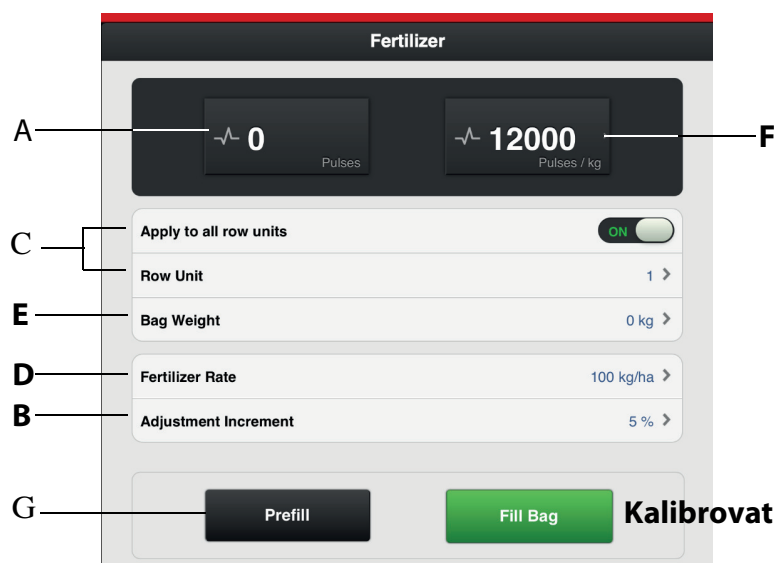 Fertilizer
A
0
Pulses
12000
Pulses / kg
F
C
Apply to all row units
ON
Row Unit
1
E
Bag Weight
0 kg
D
Fertilizer Rate
100 kg/ha
B
Adjustment Increment
5 %
G
Prefill
Fill Bag
Kalibrovat